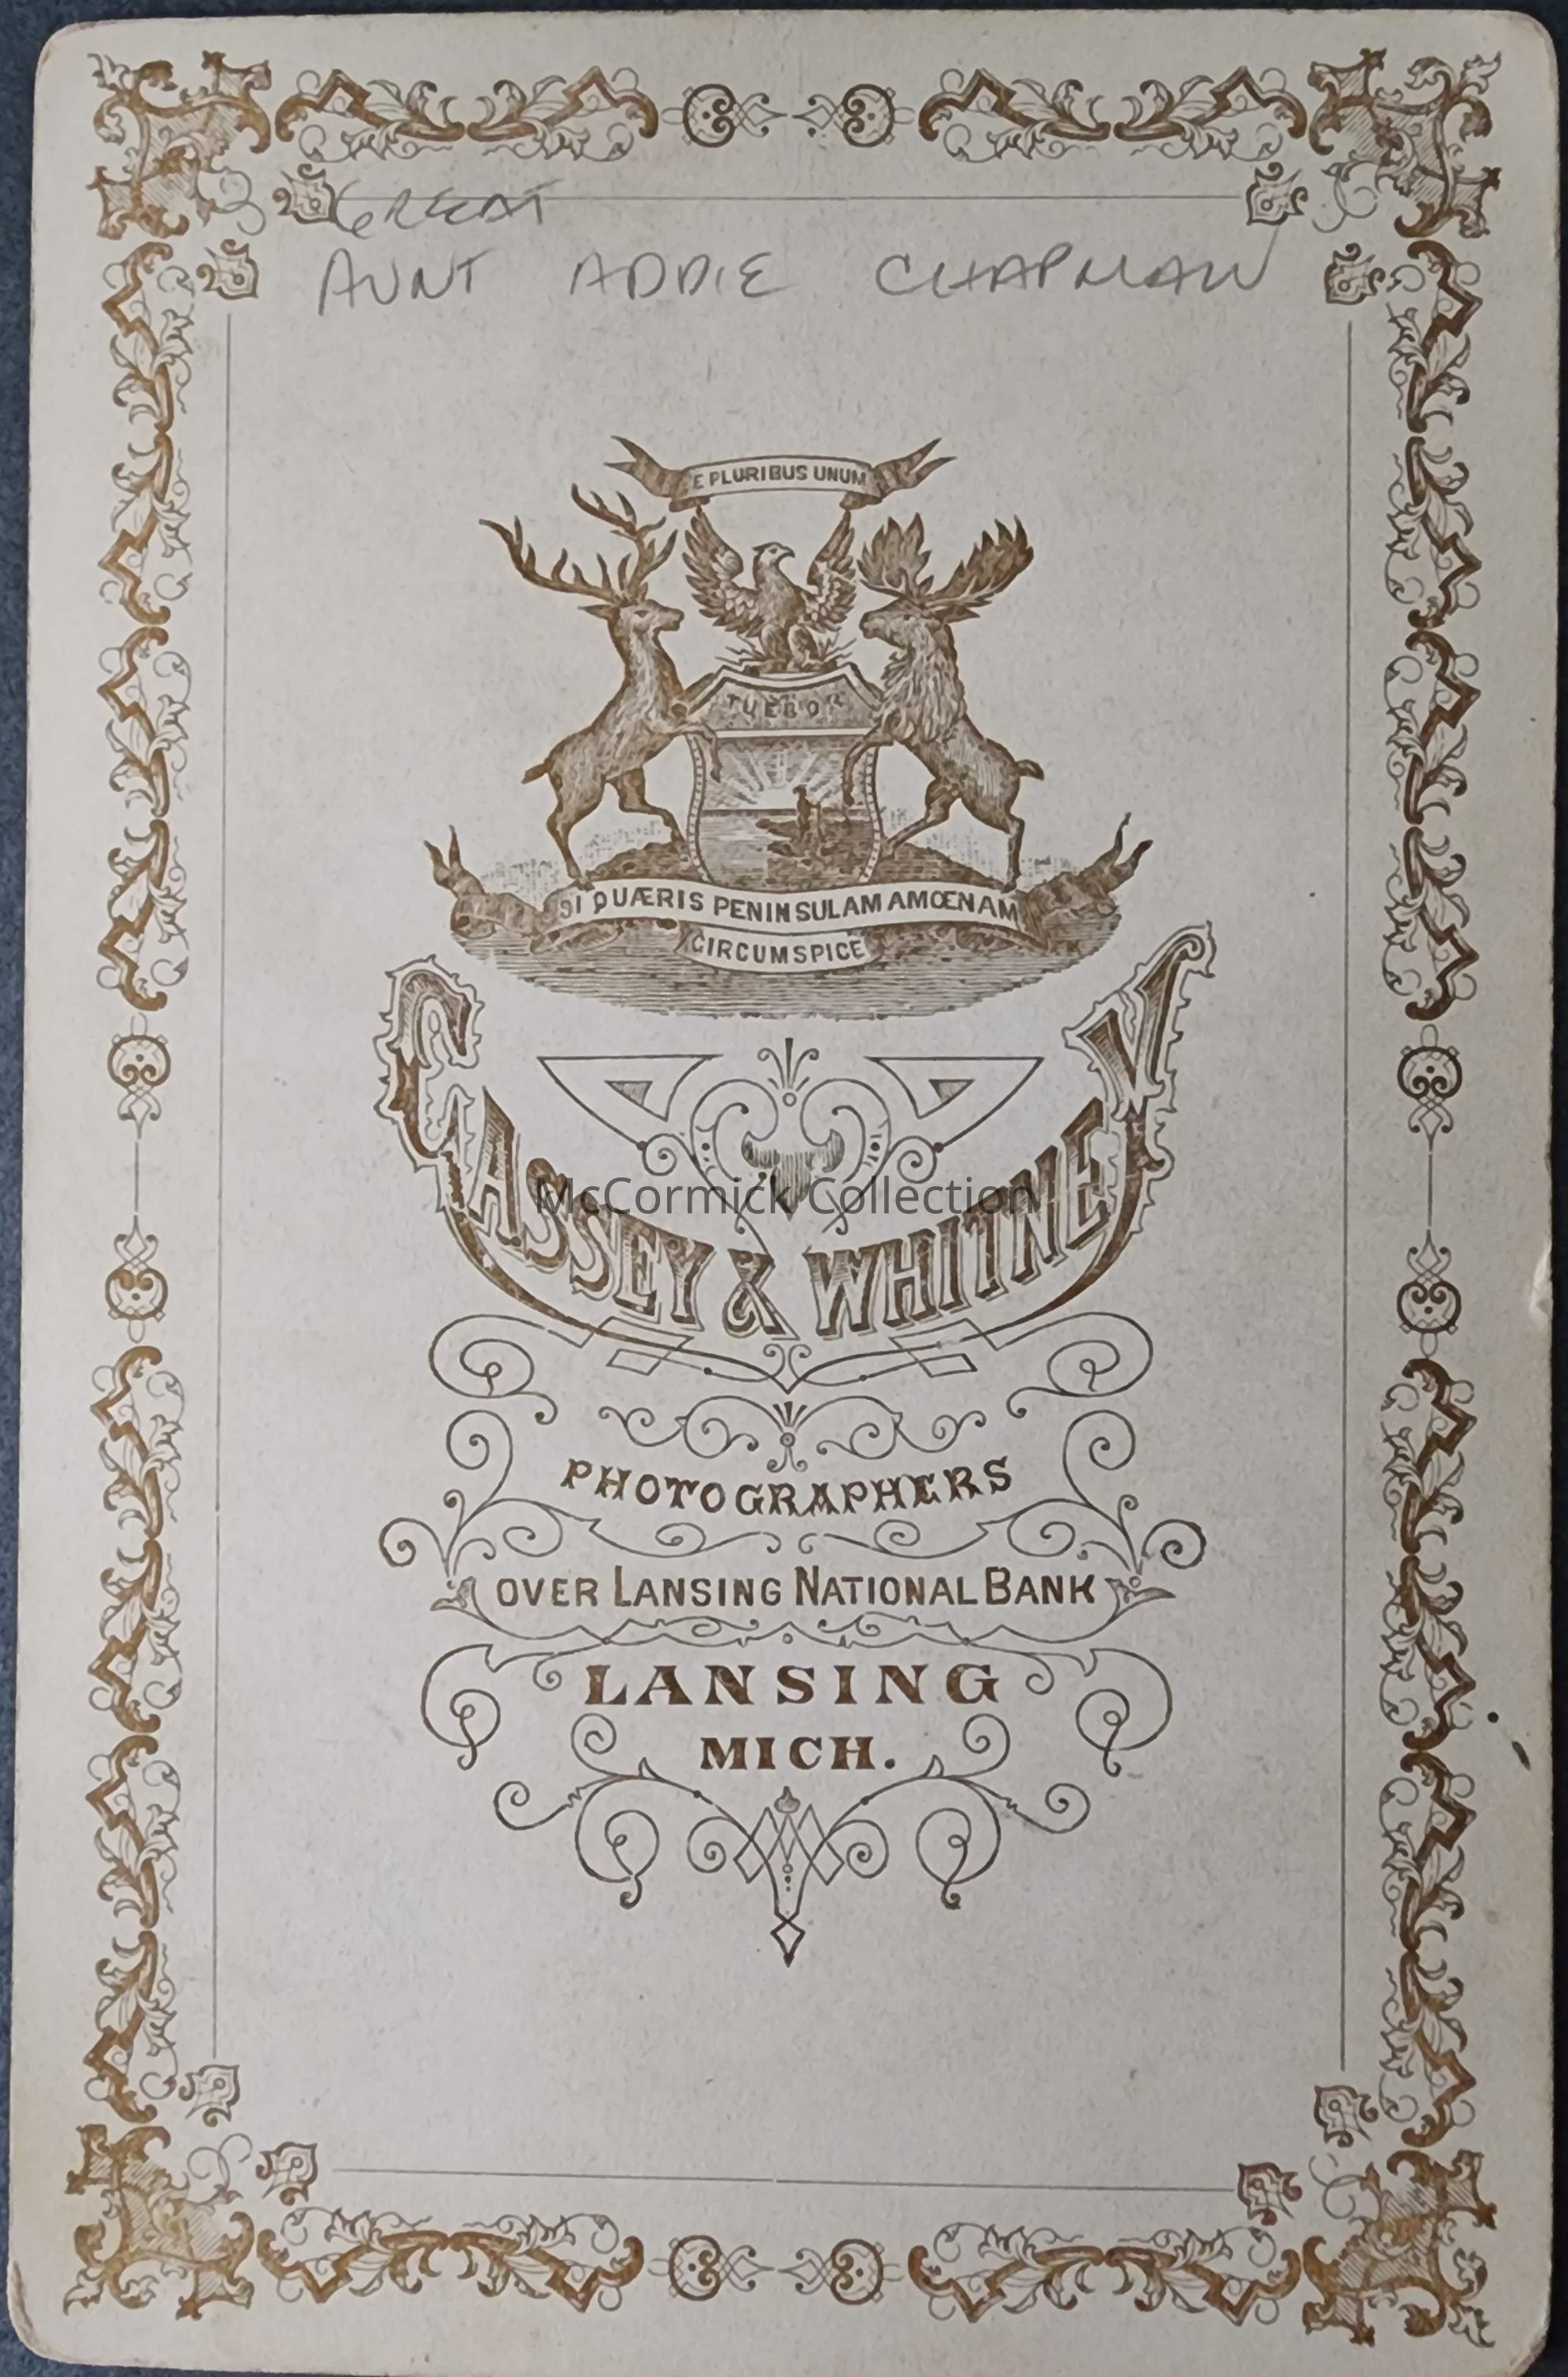 GREAT
AUNT ADDIE CHAPMAN
E PLURIBUS UNUM
TUEBOR
SI QUÆRIS PENINSULAM AMŒNAM
CIRCUMSPICE
CASSEY & WHITNEY
McCormick Collection
PHOTOGRAPHERS
OVER LANSING NATIONAL BANK
LANSING
MICH.